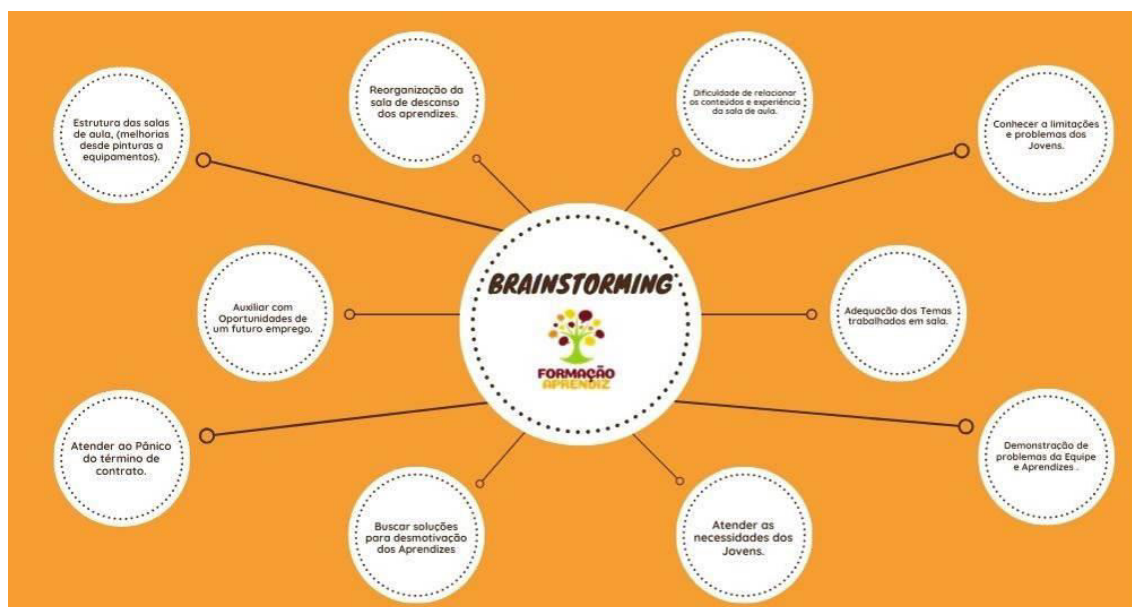 Estrutura das salas
de aula, (melhorias
desde pinturas a
equipamentos).
Reorganização da
sala de descanso
dos aprendizes.
Dificuldade de relacionar
os conteúdos e experiência
da sala de aula.
Conhecer a limitações
e problemas dos
Jovens.
BRAINSTORMING
FORMAÇÃO
APRENDIZ
Auxiliar com
Oportunidades de
um futuro emprego.
Adequação dos Temas
trabalhados em sala.
Atender ao Pânico
do término de
contrato.
Buscar soluções
para desmotivação
dos Aprendizes
Atender as
necessidades dos
Jovens.
Demonstração de
problemas da Equipe
e Aprendizes .